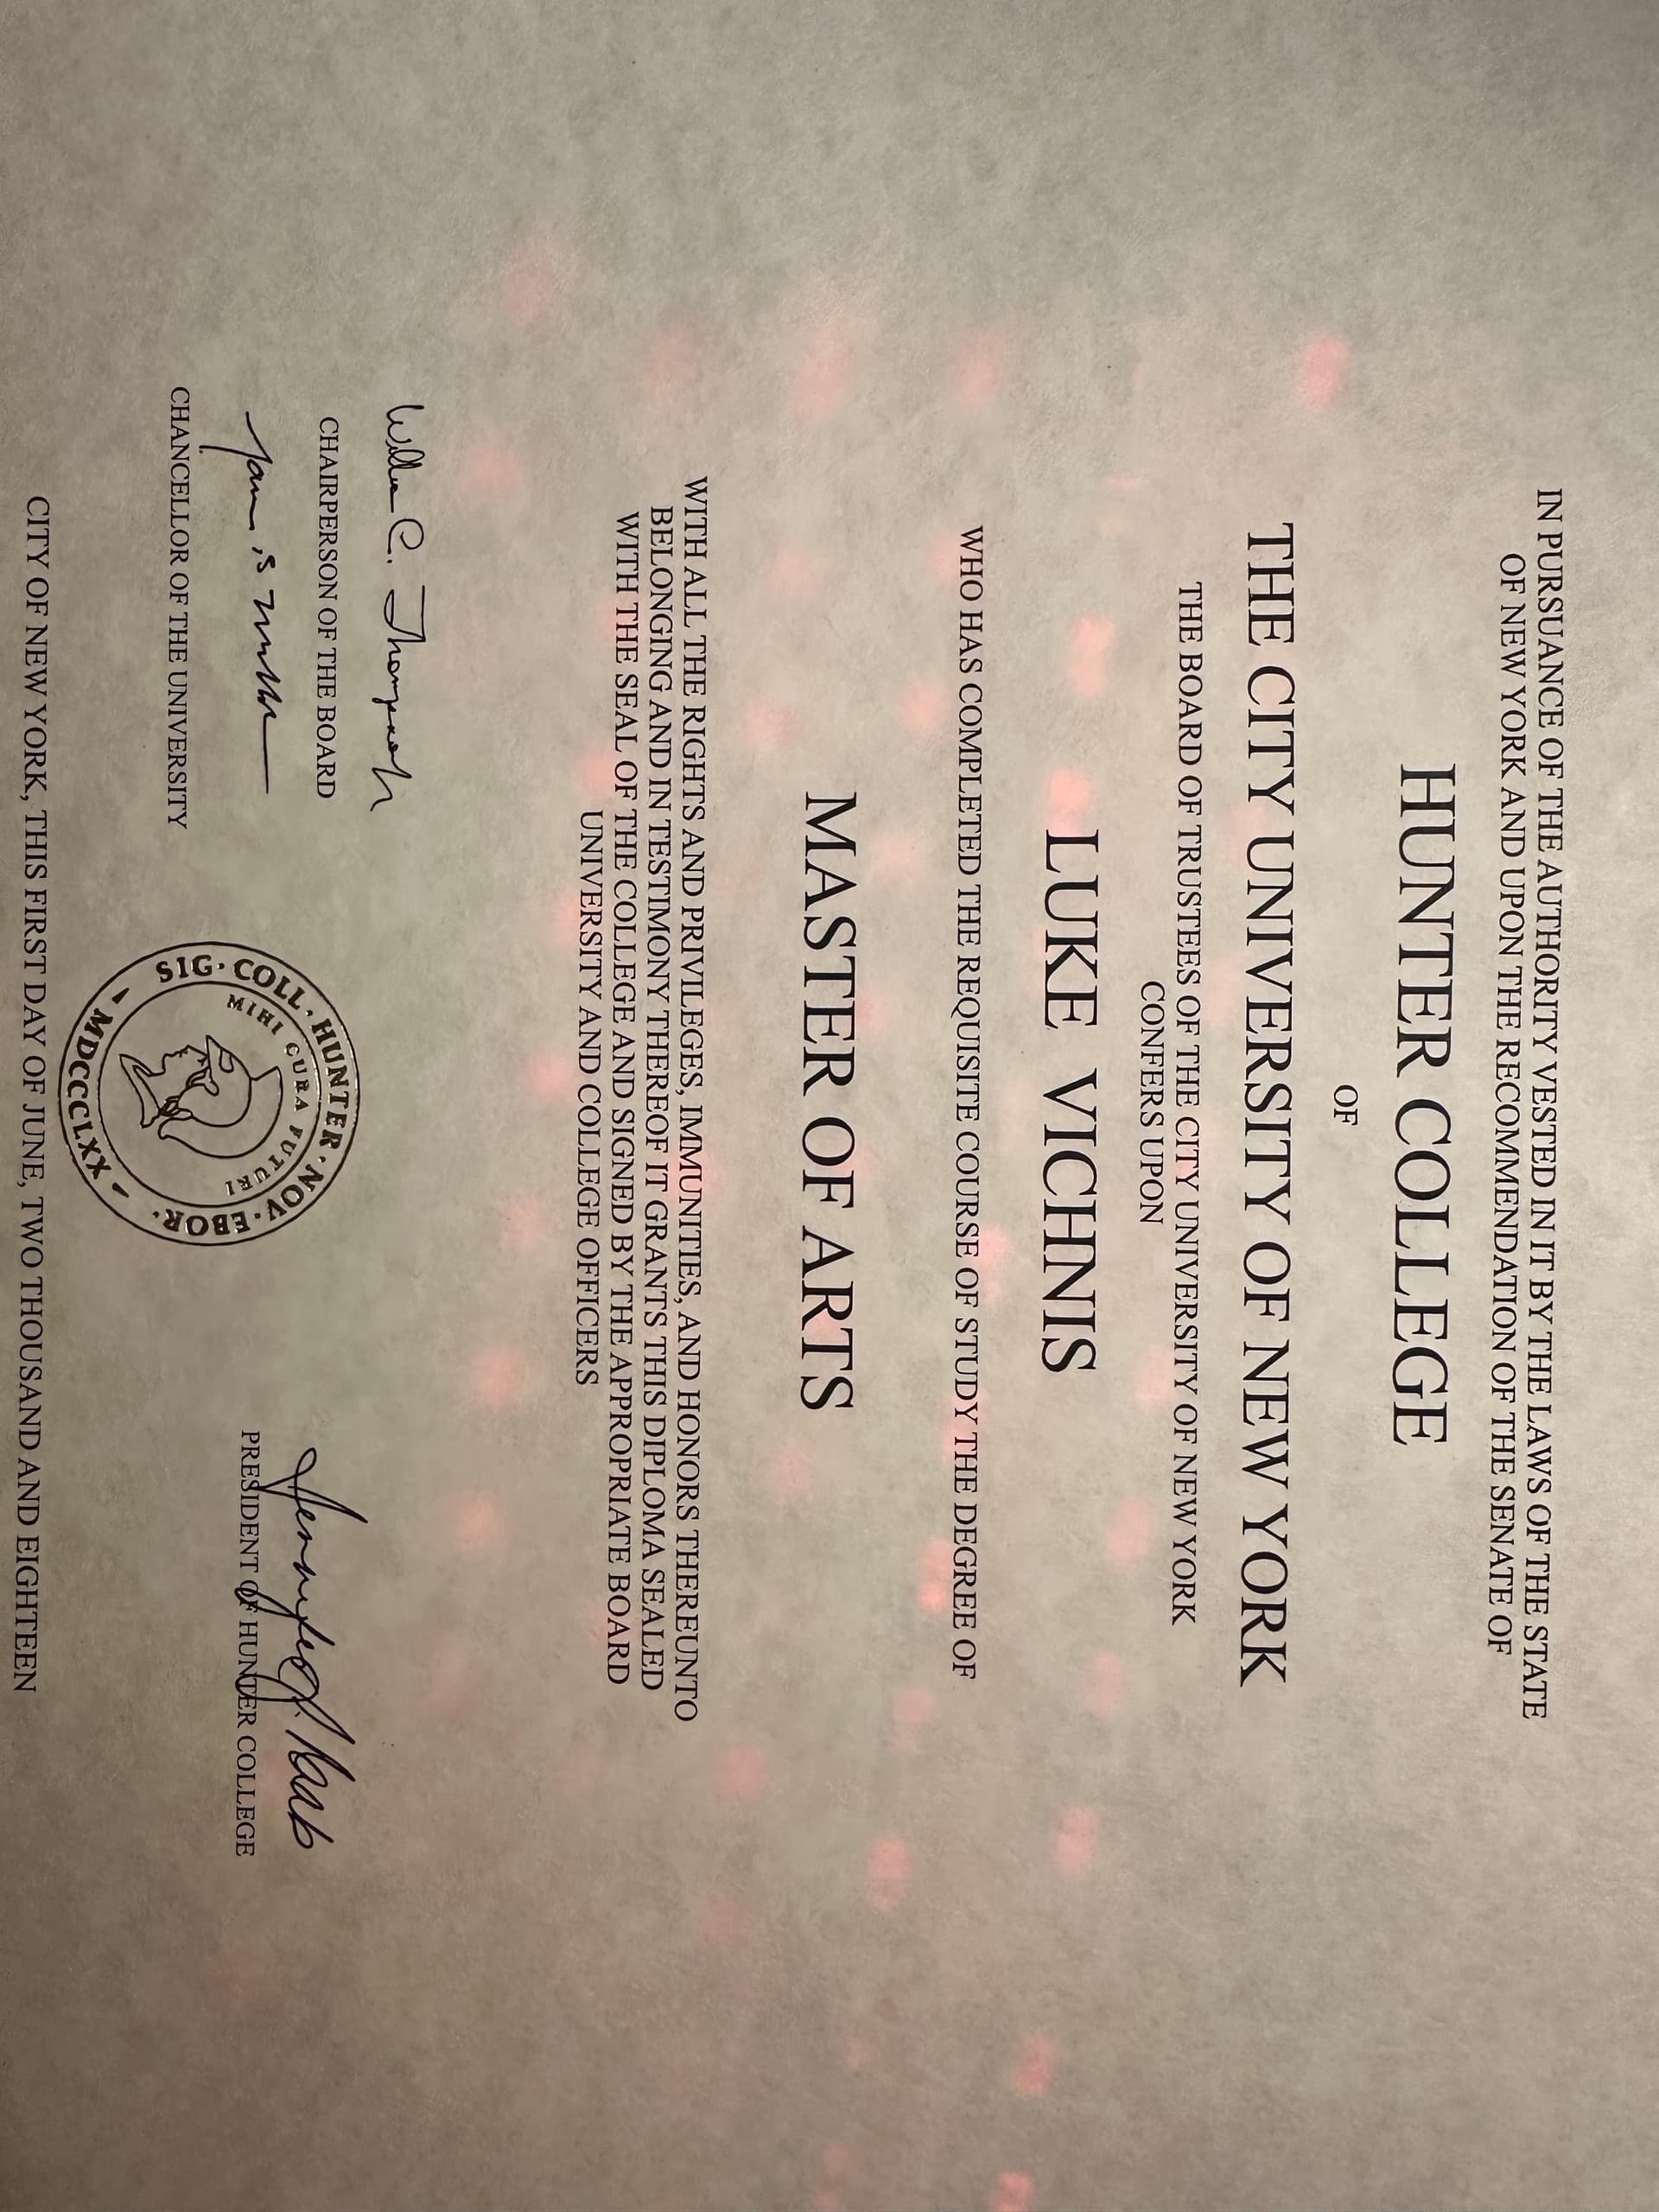 IN PURSUANCE OF THE AUTHORITY VESTED IN IT BY THE LAWS OF THE STATE
OF NEW YORK AND UPON THE RECOMMENDATION OF THE SENATE OF
HUNTER COLLEGE
OF
THE CITY UNIVERSITY OF NEW YORK
THE BOARD OF TRUSTEES OF THE CITY UNIVERSITY OF NEW YORK
CONFERS UPON
LUKE VICHNIS
WHO HAS COMPLETED THE REQUISITE COURSE OF STUDY THE DEGREE OF
MASTER OF ARTS
WITH ALL THE RIGHTS AND PRIVILEGES, IMMUNITIES, AND HONORS THEREUNTO
BELONGING AND IN TESTIMONY THEREOF IT GRANTS THIS DIPLOMA SEALED
WITH THE SEAL OF THE COLLEGE AND SIGNED BY THE APPROPRIATE BOARD
UNIVERSITY AND COLLEGE OFFICERS
William C. Thompson
CHAIRPERSON OF THE BOARD
CHANCELLOR OF THE UNIVERSITY
SIG· COLL·HUNTER·NOV·EBOR·
MIHI CURA FUTURI
MDCCCLXX
Jennifer J Raab
PRESIDENT OF HUNTER COLLEGE
CITY OF NEW YORK, THIS FIRST DAY OF JUNE, TWO THOUSAND AND EIGHTEEN